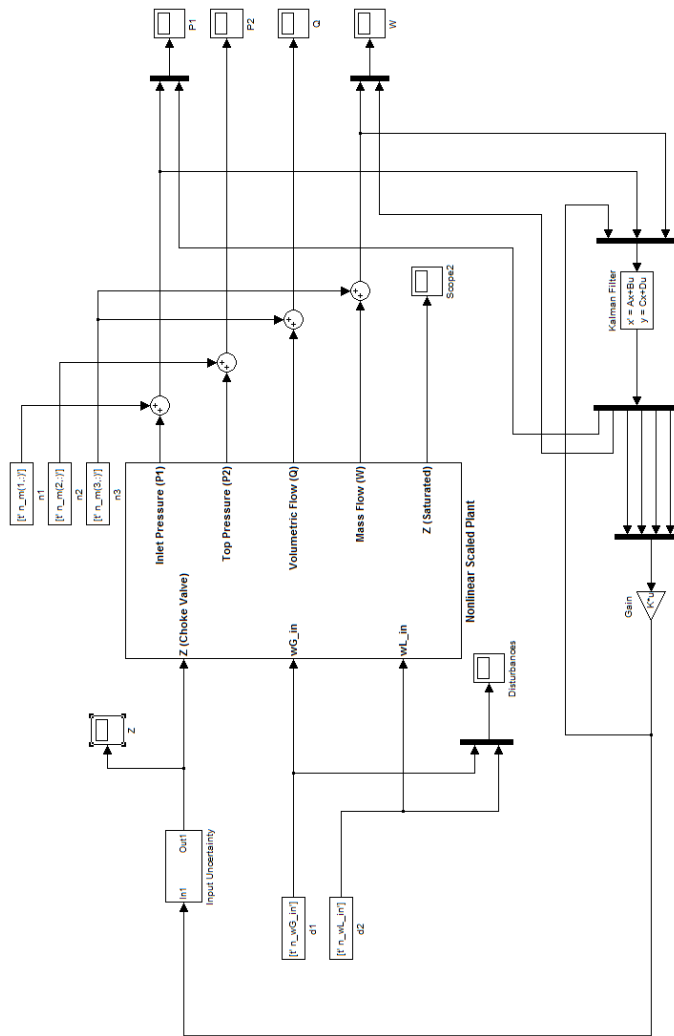 [t' n_m(1,:)']
n1
[t' n_m(2,:)']
n2
[t' n_m(3,:)']
n3
Z
In1
Out1
Input Uncertainty
[t' n_wG_in']
d1
[t' n_wL_in']
d2
Z (Choke Valve)
wG_in
wL_in
Inlet Pressure (P1)
Top Pressure (P2)
Volumetric Flow (Q)
Mass Flow (W)
Z (Saturated)
Nonlinear Scaled Plant
Disturbances
Scope2
P1
P2
Q
W
Gain
K*u
Kalman Filter
x' = Ax+Bu
y = Cx+Du